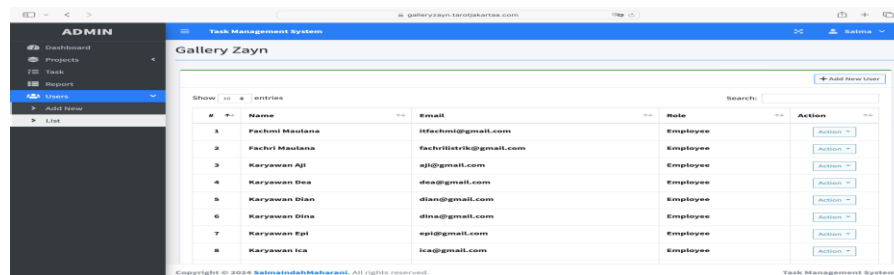 galleryzayn.tarotjakartaa.com
ADMIN
Task Management System
Salma
Dashboard
Projects
Task
Report
Users
Add New
List
Gallery Zayn
+ Add New User
Show 10 entries
Search:
# Name Email Role Action
1 Fachmi Maulana itfachmi@gmail.com Employee Action
2 Fachri Maulana fachrilistrik@gmail.com Employee Action
3 Karyawan Aji aji@gmail.com Employee Action
4 Karyawan Dea dea@gmail.com Employee Action
5 Karyawan Dian dian@gmail.com Employee Action
6 Karyawan Dina dina@gmail.com Employee Action
7 Karyawan Epi epi@gmail.com Employee Action
8 Karyawan Ica ica@gmail.com Employee Action
Copyright © 2024 SalmaIndahMaharani. All rights reserved.
Task Management System